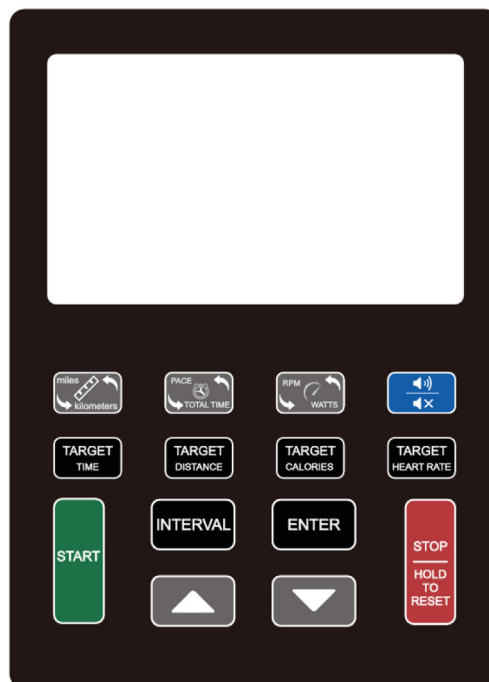 miles
kilometers
PACE
TOTAL TIME
RPM
WATTS
TARGET
TIME
TARGET
DISTANCE
TARGET
CALORIES
TARGET
HEART RATE
START
INTERVAL
ENTER
STOP
HOLD
TO
RESET